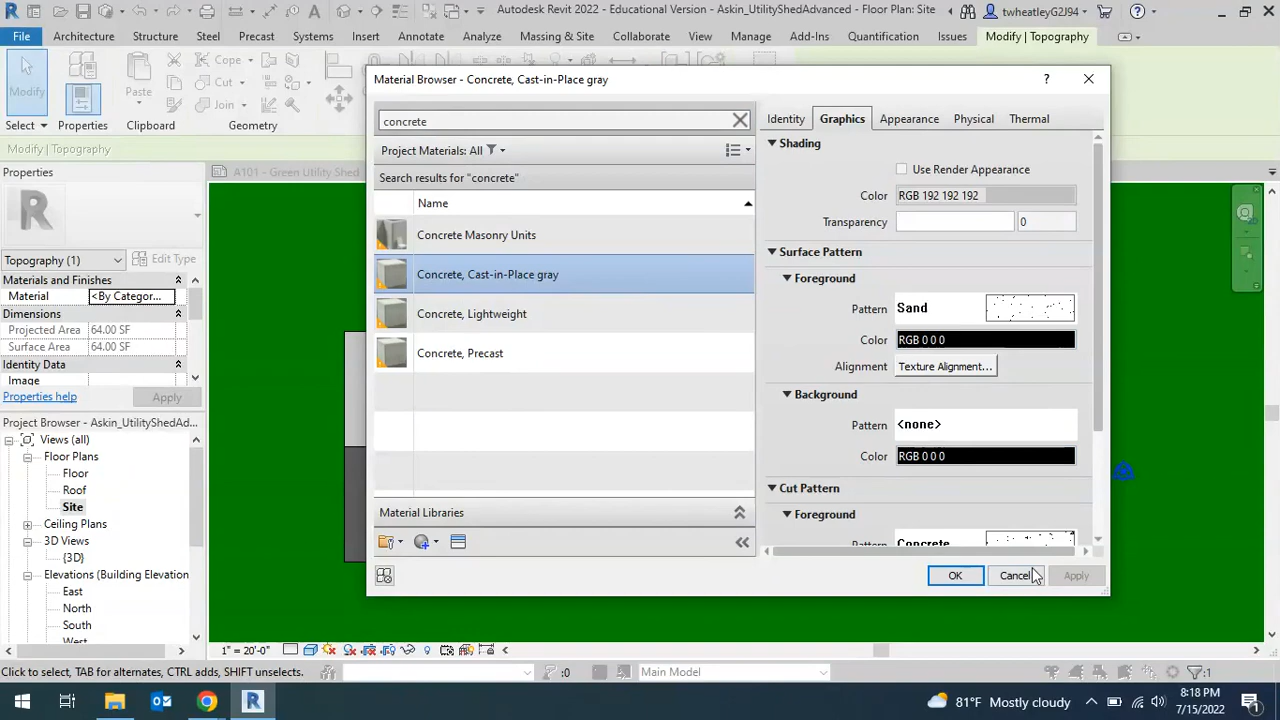 Autodesk Revit 2022 - Educational Version - Askin_UtilityShedAdvanced - Floor Plan: Site
twheatleyG2J94
File Architecture Structure Steel Precast Systems Insert Annotate Analyze Massing & Site Collaborate View Manage Add-Ins Quantification Issues Modify | Topography
Modify
Paste
Cope
Cut
Join
Select Properties Clipboard Geometry
Modify | Topography
Properties
A101 - Green Utility Shed
R
Topography (1) Edit Type
Materials and Finishes
Material <By Categor...
Projected Area 64.00 SF
Surface Area 64.00 SF
Identity Data
Image
Properties help Apply
Project Browser - Askin_UtilityShedAd...
Views (all)
Floor Plans
Floor
Roof
Site
Ceiling Plans
3D Views
{3D}
Elevations (Building Elevation
East
North
South
West
Material Browser - Concrete, Cast-in-Place gray
?
concrete
Project Materials: All
Search results for "concrete"
Name
Concrete Masonry Units
Concrete, Cast-in-Place gray
Concrete, Lightweight
Concrete, Precast
Material Libraries
Identity Graphics Appearance Physical Thermal
Shading
Use Render Appearance
Color RGB 192 192 192
Transparency 0
Surface Pattern
Foreground
Pattern Sand
Color RGB 0 0 0
Alignment Texture Alignment...
Background
Pattern <none>
Color RGB 0 0 0
Cut Pattern
Foreground
Pattern Concrete
OK Cancel Apply
1" = 20'-0"
Click to select, TAB for alternates, CTRL adds, SHIFT unselects.
:0
Main Model
:1
81°F Mostly cloudy
8:18 PM
7/15/2022